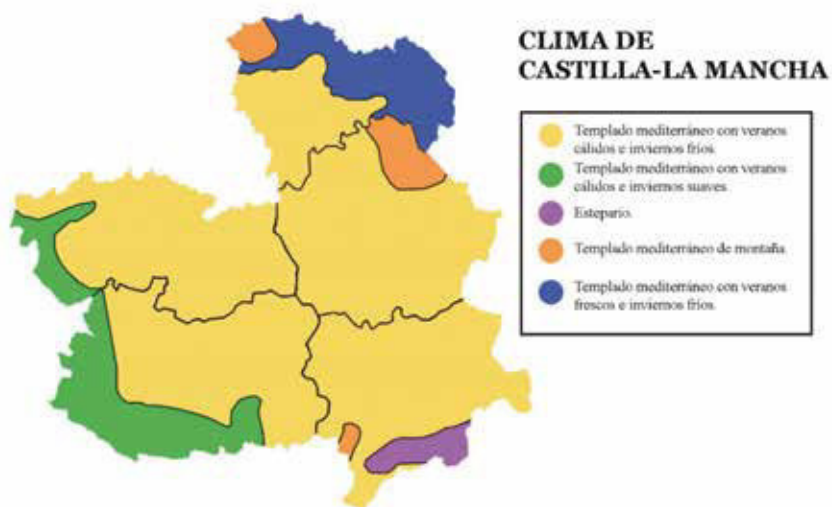 CLIMA DE
CASTILLA-LA MANCHA
Templado mediterráneo con veranos
cálidos e inviernos fríos.
Templado mediterráneo con veranos
cálidos e inviernos suaves.
Estepario.
Templado mediterráneo de montaña.
Templado mediterráneo con veranos
frescos e inviernos fríos.